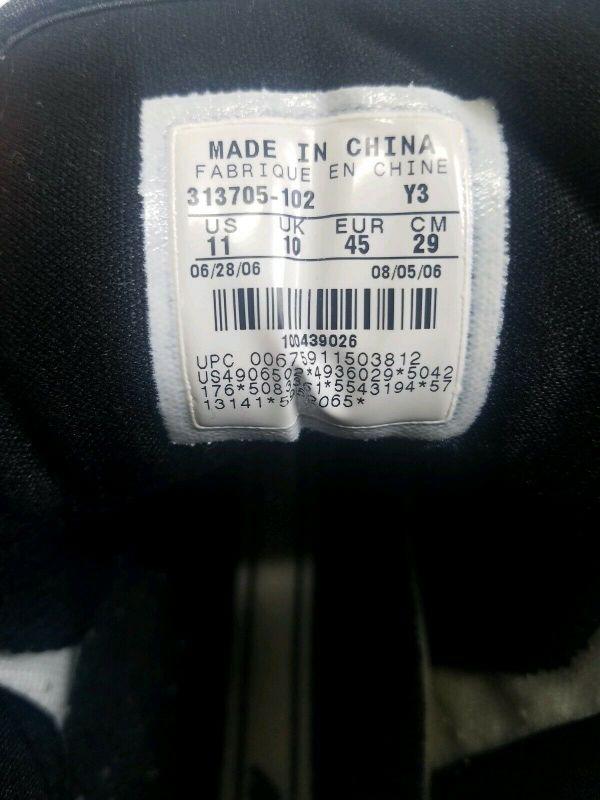 MADE IN CHINA
FABRIQUE EN CHINE
313705-102 Y3
US UK EUR CM
11 10 45 29
06/28/06 08/05/06
100439026
UPC 00675911503812
*4936029*5042
*5543194*57
13141*